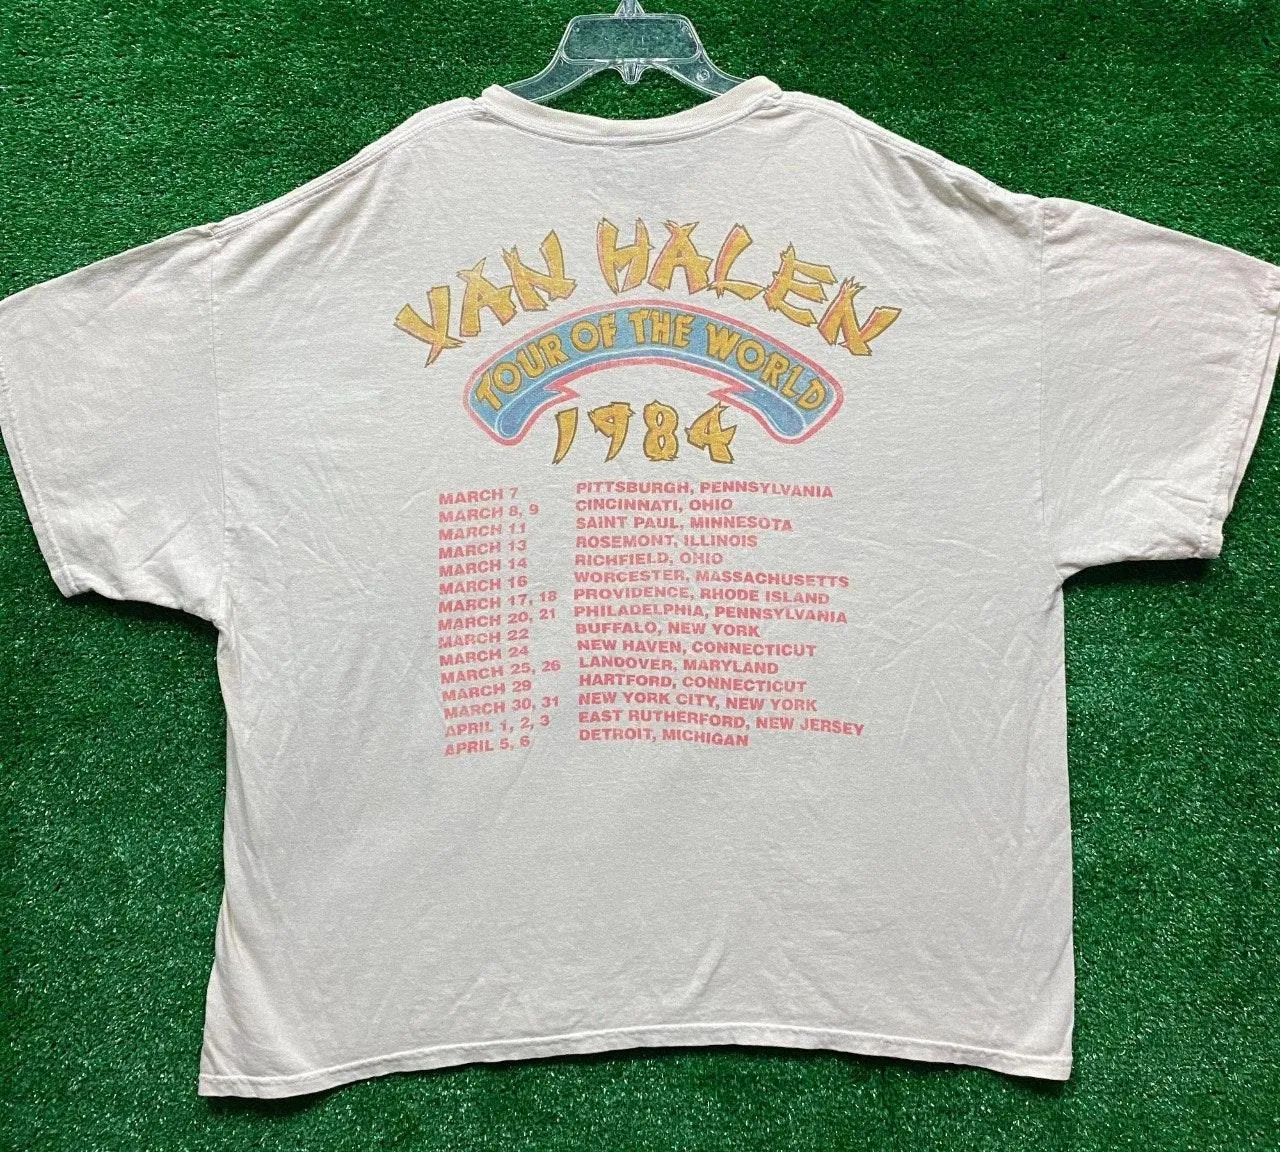 VAN HALEN
TOUR OF THE WORLD
1984
MARCH 7 PITTSBURGH, PENNSYLVANIA
MARCH 8, 9 CINCINNATI, OHIO
MARCH 11 SAINT PAUL, MINNESOTA
MARCH 13 ROSEMONT, ILLINOIS
MARCH 14 RICHFIELD, OHIO
MARCH 16 WORCESTER, MASSACHUSETTS
MARCH 17, 18 PROVIDENCE, RHODE ISLAND
MARCH 20, 21 PHILADELPHIA, PENNSYLVANIA
MARCH 22 BUFFALO, NEW YORK
MARCH 24 NEW HAVEN, CONNECTICUT
MARCH 25, 26 LANDOVER, MARYLAND
MARCH 29 HARTFORD, CONNECTICUT
MARCH 30, 31 NEW YORK CITY, NEW YORK
APRIL 1, 2, 3 EAST RUTHERFORD, NEW JERSEY
APRIL 5, 6 DETROIT, MICHIGAN